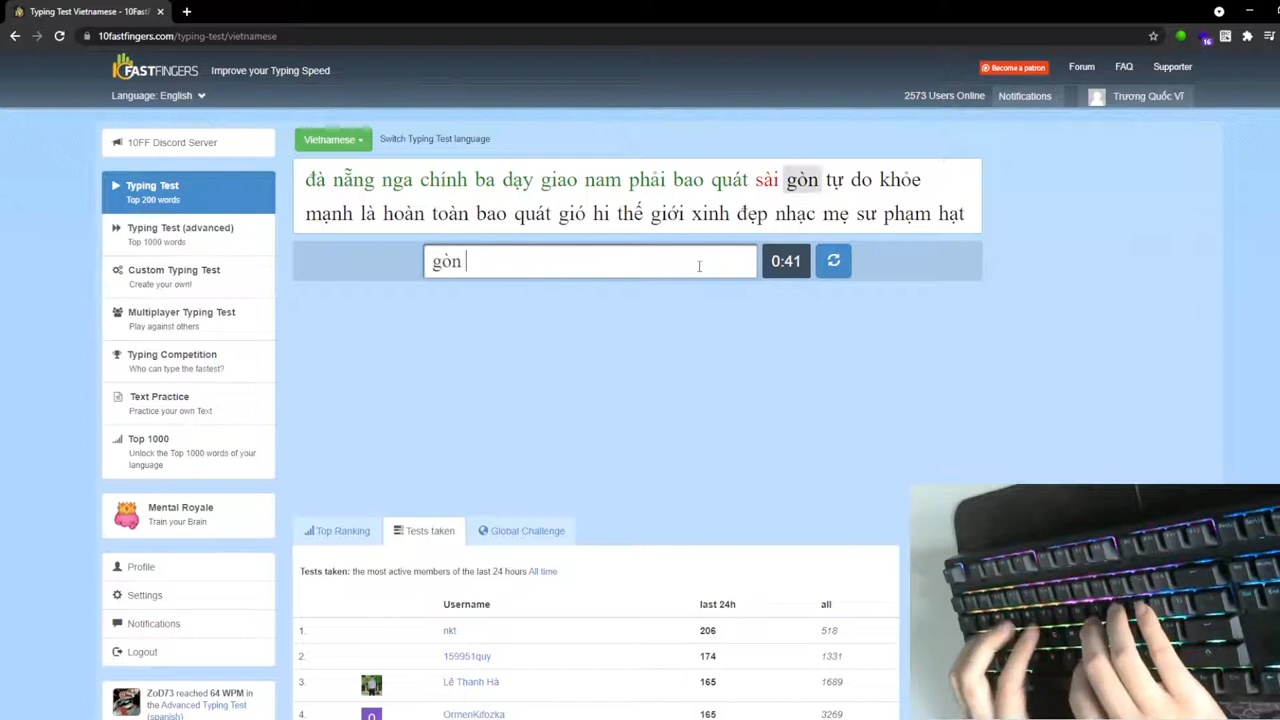 Typing Test Vietnamese - 10Fast
10fastfingers.com/typing-test/vietnamese
16
FASTFINGERS Improve your Typing Speed
Become a patron Forum FAQ Supporter
Language: English
2573 Users Online Notifications Trương Quốc Vĩ
10FF Discord Server
Vietnamese Switch Typing Test language
Typing Test
Top 200 words
đà nẵng nga chính ba dạy giao nam phải bao quát sài gòn tự do khỏe
mạnh là hoàn toàn bao quát gió hi thế giới xinh đẹp nhạc mẹ sư phạm hạt
gòn 0:41
Typing Test (advanced)
Top 1000 words
Custom Typing Test
Create your own!
Multiplayer Typing Test
Play against others
Typing Competition
Who can type the fastest?
Text Practice
Practice your own Text
Top 1000
Unlock the Top 1000 words of your
language
Mental Royale
Train your Brain
Profile
Settings
Notifications
Logout
ZoD73 reached 64 WPM in
the Advanced Typing Test
(spanish)
Top Ranking Tests taken Global Challenge
Tests taken: the most active members of the last 24 hours All time
Username last 24h all
1. nkt 206 518
2. 159951quy 174 1331
3. Lê Thanh Hà 165 1689
4. OrmenKifozka 165 3269